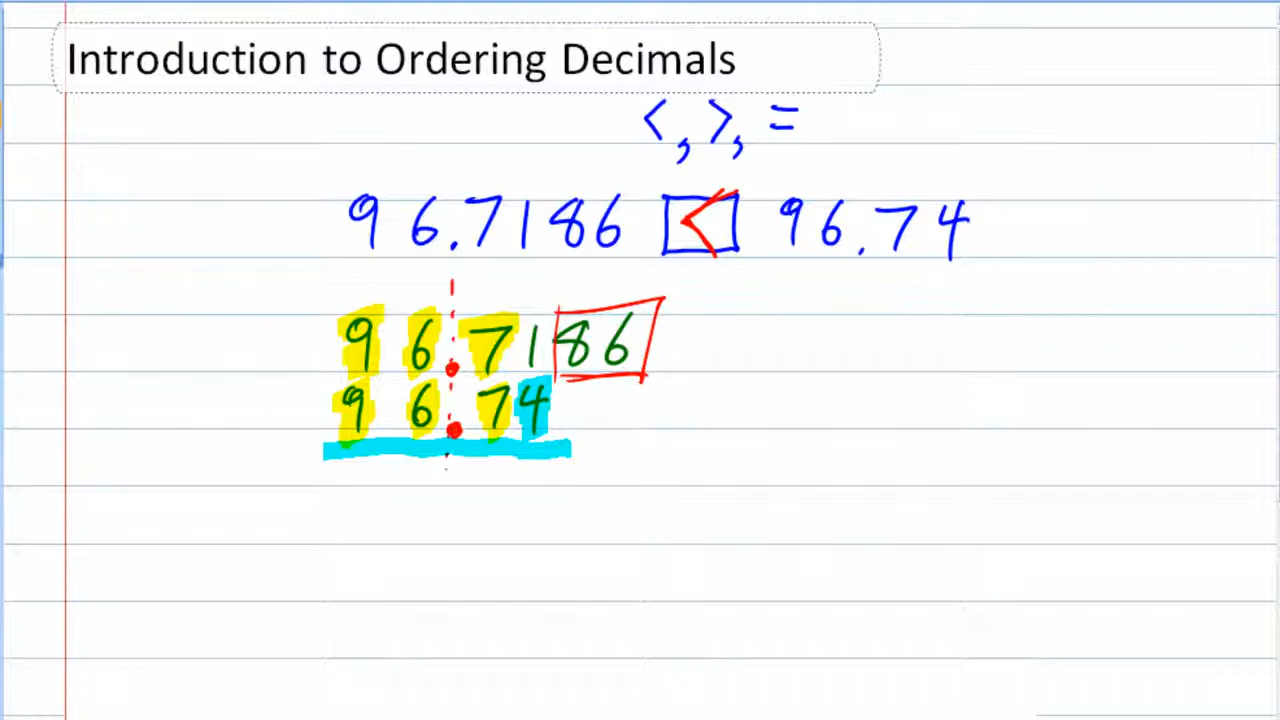 Introduction to Ordering Decimals
<, >, =
96.7186 < 96.74
96.7186
96.74